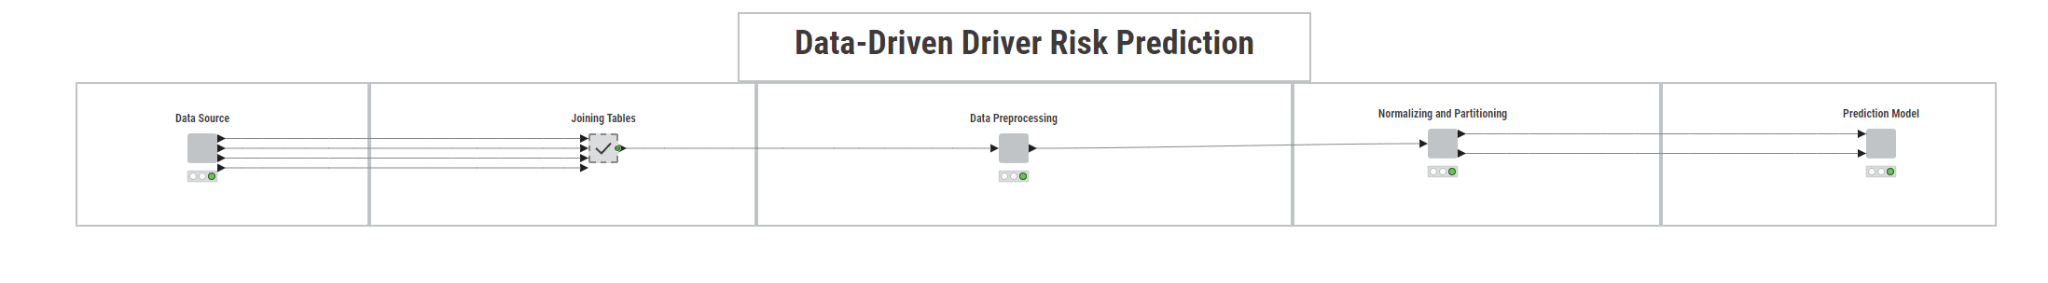 Data-Driven Driver Risk Prediction
Data Source
Joining Tables
Data Preprocessing
Normalizing and Partitioning
Prediction Model